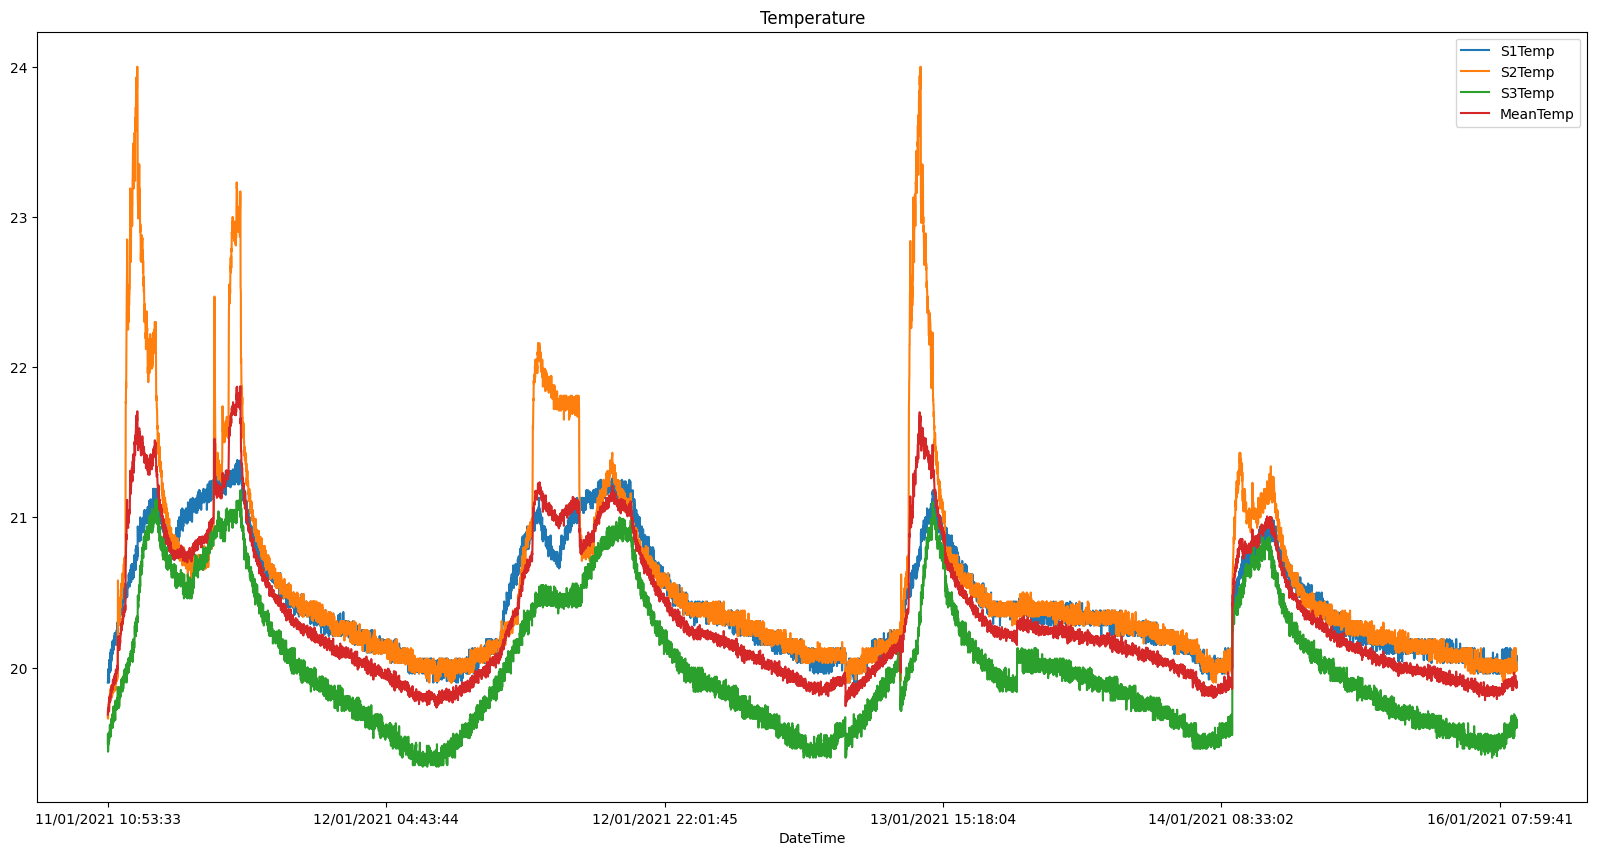 Temperature
S1Temp
S2Temp
S3Temp
MeanTemp
24
23
22
21
20
11/01/2021 10:53:33
12/01/2021 04:43:44
12/01/2021 22:01:45
13/01/2021 15:18:04
14/01/2021 08:33:02
16/01/2021 07:59:41
DateTime